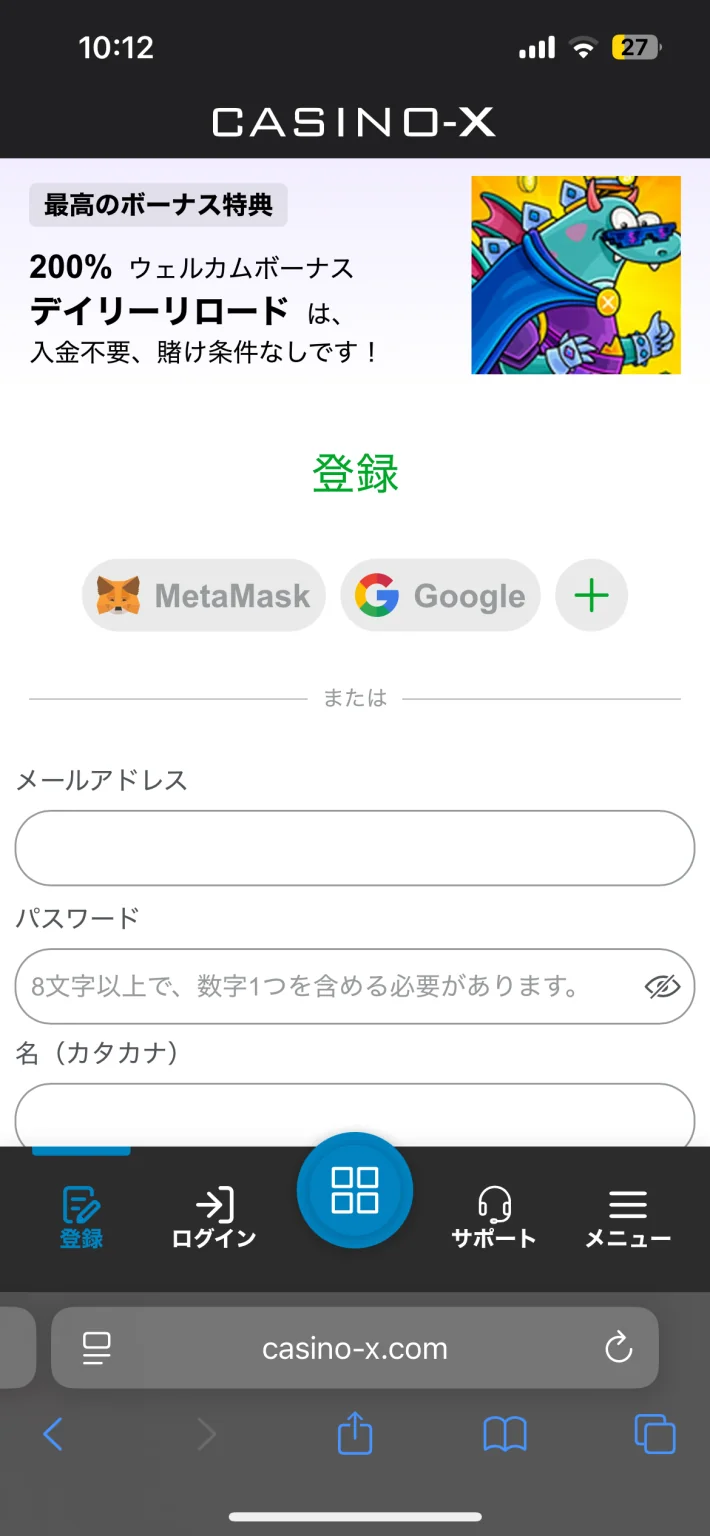 10:12
27
CASINO-X
最高のボーナス特典
200% ウェルカムボーナス
デイリーリロード は、
入金不要、賭け条件なしです！
登録
MetaMask
Google
または
メールアドレス
パスワード
8文字以上で、数字1つを含める必要があります。
名（カタカナ）
登録
ログイン
サポート
メニュー
casino-x.com